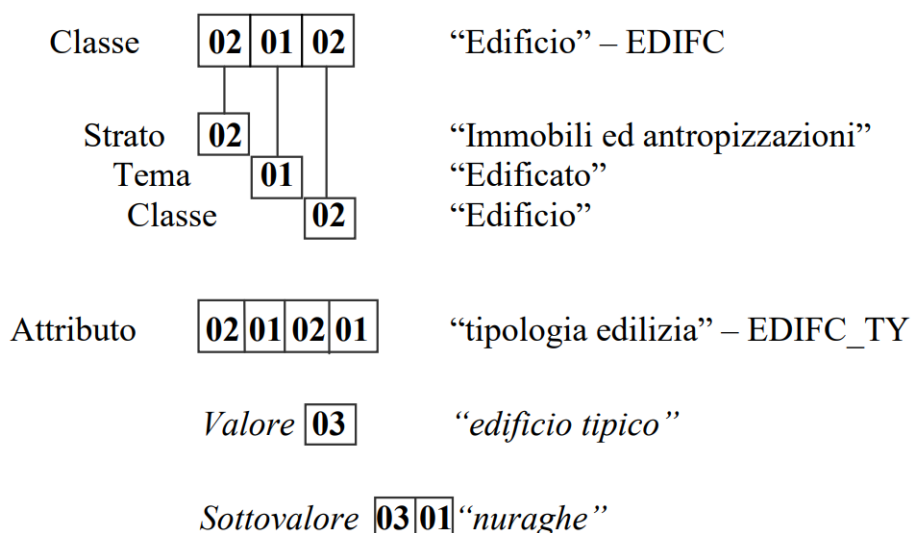 Classe 02 01 02 “Edificio” – EDIFC
Strato 02 “Immobili ed antropizzazioni”
Tema 01 “Edificato”
Classe 02 “Edificio”
Attributo 02 01 02 01 “tipologia edilizia” – EDIFC_TY
Valore 03 “edificio tipico”
Sottovalore 03 01 “nuraghe”